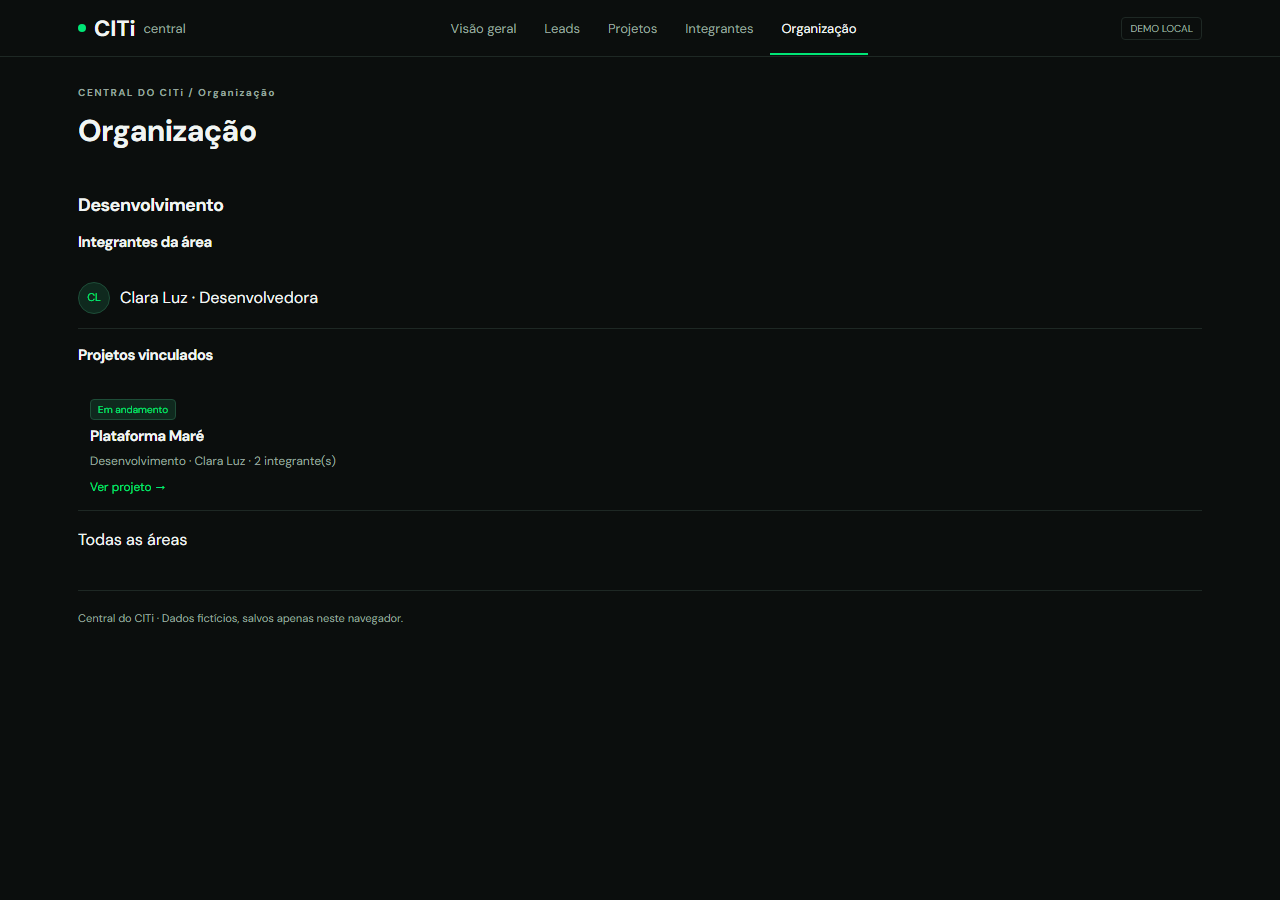 CITi central
Visão geral
Leads
Projetos
Integrantes
Organização
DEMO LOCAL
CENTRAL DO CITi / Organização
Organização
Desenvolvimento
Integrantes da área
CL
Clara Luz · Desenvolvedora
Projetos vinculados
Em andamento
Plataforma Maré
Desenvolvimento · Clara Luz · 2 integrante(s)
Ver projeto →
Todas as áreas
Central do CITi · Dados fictícios, salvos apenas neste navegador.